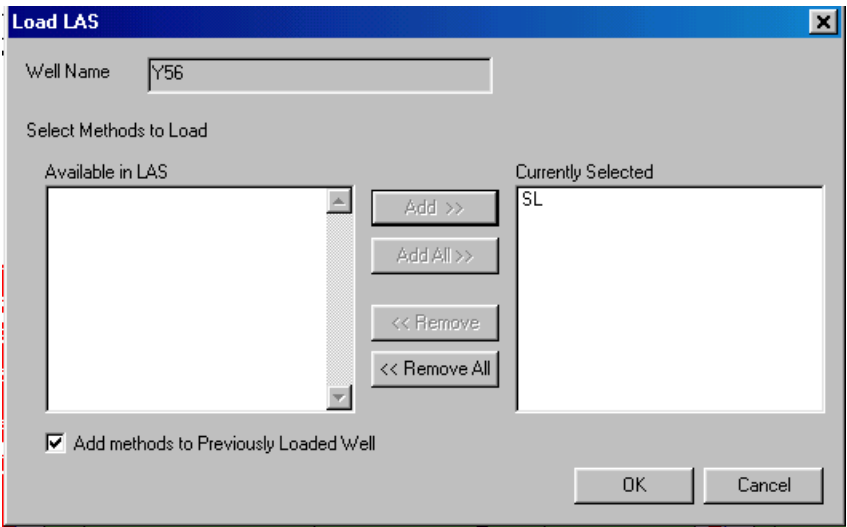 Load LAS
Well Name Y56
Select Methods to Load
Available in LAS
Currently Selected
SL
Add >>
Add All >>
<< Remove
<< Remove All
Add methods to Previously Loaded Well
OK
Cancel